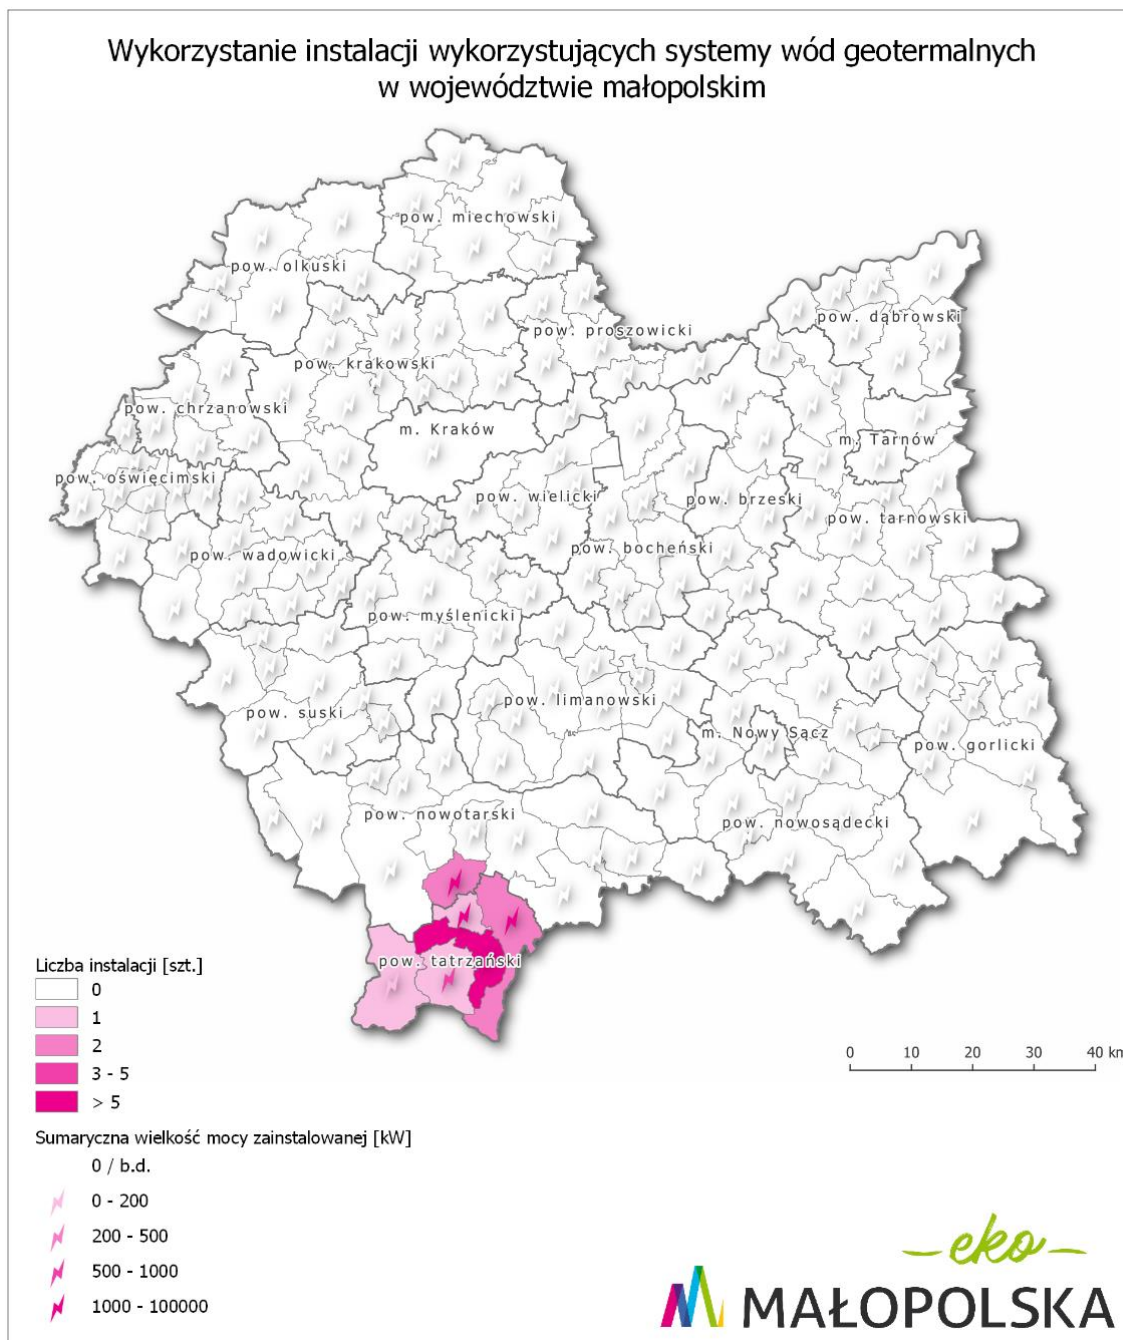 Wykorzystanie instalacji wykorzystujących systemy wód geotermalnych
w województwie małopolskim
pow. miechowski
pow. olkuski
pow. dąbrowski
pow. proszowicki
pow. krakowski
pow. chrzanowski
m. Kraków
m. Tarnów
pow. oświęcimski
pow. wielicki
pow. brzeski
pow. tarnowski
pow. wadowicki
pow. bocheński
pow. myślenicki
pow. limanowski
pow. suski
m. Nowy Sącz
pow. gorlicki
pow. nowotarski
pow. nowosądecki
pow. tatrzański
Liczba instalacji [szt.]
0
1
2
3 - 5
> 5
0 10 20 30 40 km
Sumaryczna wielkość mocy zainstalowanej [kW]
0 / b.d.
0 - 200
200 - 500
500 - 1000
1000 - 100000
eko
MAŁOPOLSKA